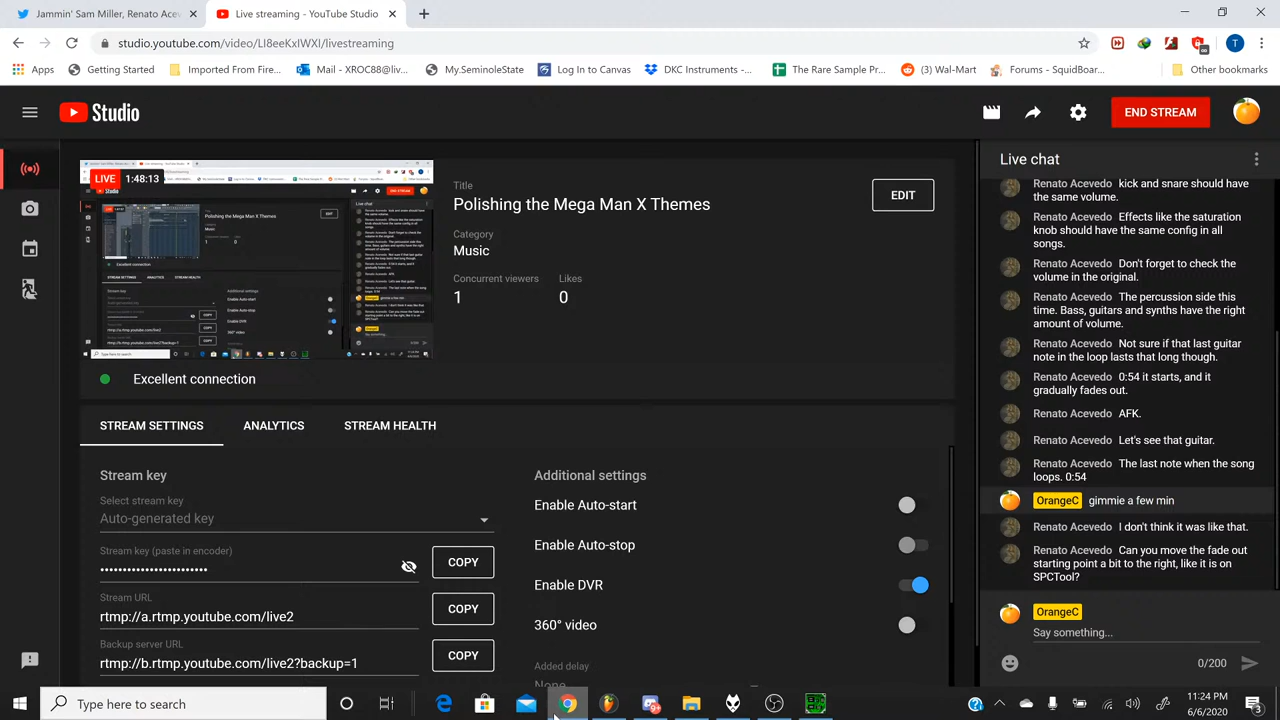 Jammin' Sam Miller, Renato Acev
Live streaming - YouTube Studio
studio.youtube.com/video/LI8eeKxIWXI/livestreaming
Apps
Getting Started
Imported From Fire...
Mail - XROC88@liv...
My.SeminoleState
Log In to Canvas
DKC Instruments -...
The Rare Sample Pr...
(3) Wal-Mart
Forums - SquidBoar...
Other bookmarks
Studio
END STREAM
LIVE 1:48:13
Title
Polishing the Mega Man X Themes
EDIT
Category
Music
Concurrent viewers
Likes
1
0
Excellent connection
STREAM SETTINGS
ANALYTICS
STREAM HEALTH
Stream key
Select stream key
Auto-generated key
Stream key (paste in encoder)
COPY
Stream URL
rtmp://a.rtmp.youtube.com/live2
COPY
Backup server URL
rtmp://b.rtmp.youtube.com/live2?backup=1
COPY
Additional settings
Enable Auto-start
Enable Auto-stop
Enable DVR
360° video
Added delay
None
Live chat
Renato Acevedo kick and snare should have
the same volume.
Renato Acevedo Effects like the saturation
knob should have the same config in all
songs.
Renato Acevedo Don't forget to check the
volume in the original.
Renato Acevedo The percussion side this
time. Bells and synths have the right
amount of volume.
Renato Acevedo Not sure if that last guitar
note in the loop lasts that long though.
Renato Acevedo 0:54 it starts, and it
gradually fades out.
Renato Acevedo AFK.
Renato Acevedo Let's see that guitar.
Renato Acevedo The last note when the song
loops. 0:54
OrangeC gimmie a few min
Renato Acevedo I don't think it was like that.
Renato Acevedo Can you move the fade out
starting point a bit to the right, like it is on
SPCTool?
OrangeC
Say something...
0/200
Type here to search
11:24 PM
6/6/2020
3